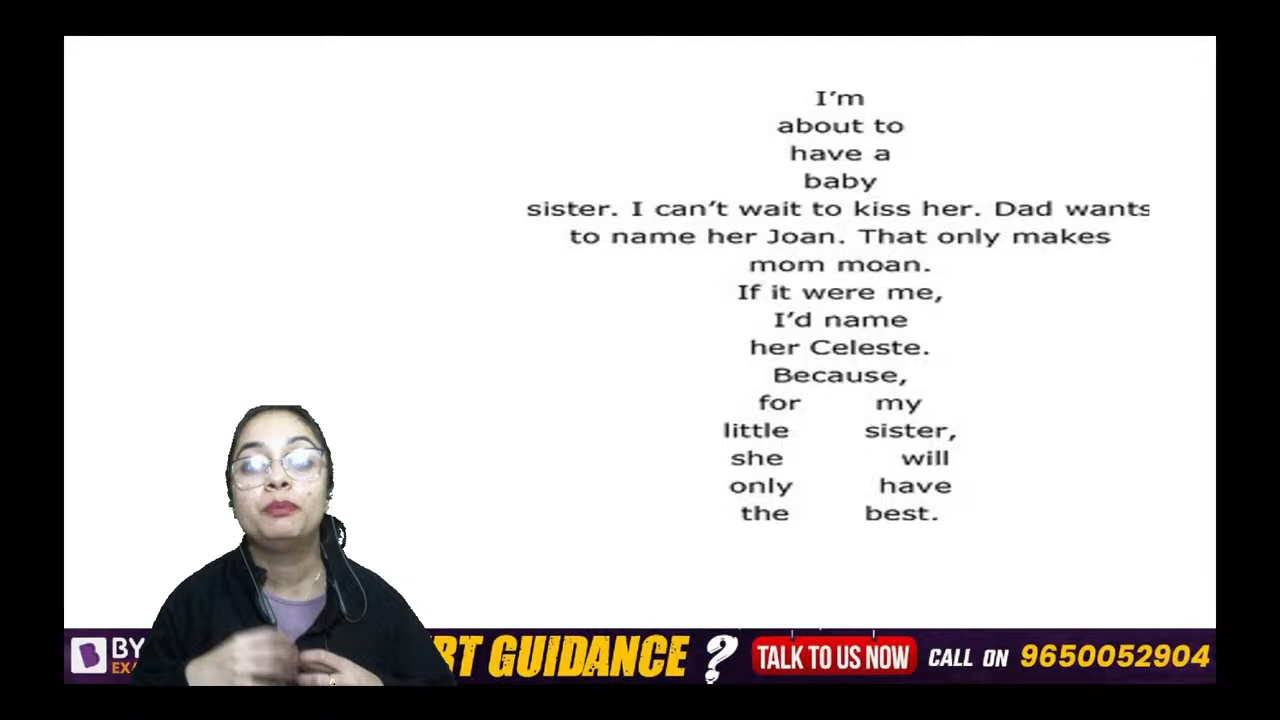 I'm
about to
have a
baby
sister. I can't wait to kiss her. Dad wants
to name her Joan. That only makes
mom moan.
If it were me,
I'd name
her Celeste.
Because,
for my
little sister,
she will
only have
the best.
BY
EXA
RT GUIDANCE ? TALK TO US NOW CALL ON 9650052904